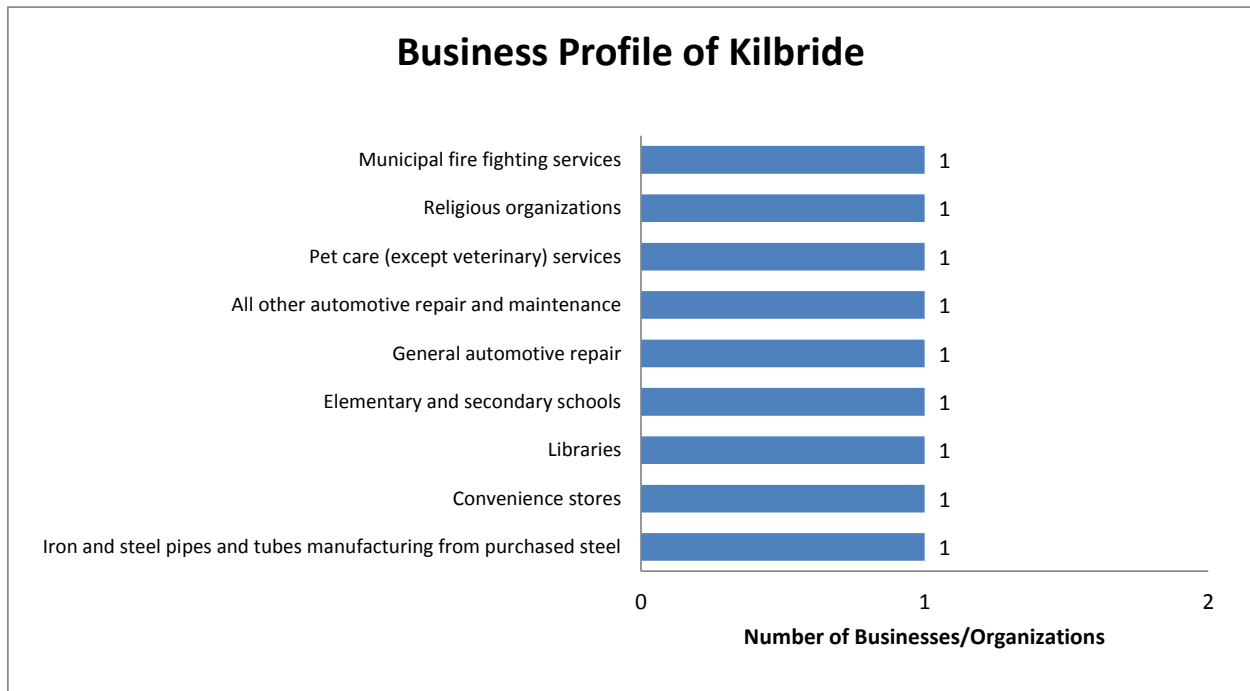 Business Profile of Kilbride
Municipal fire fighting services 1
Religious organizations 1
Pet care (except veterinary) services 1
All other automotive repair and maintenance 1
General automotive repair 1
Elementary and secondary schools 1
Libraries 1
Convenience stores 1
Iron and steel pipes and tubes manufacturing from purchased steel 1
0 1 2
Number of Businesses/Organizations